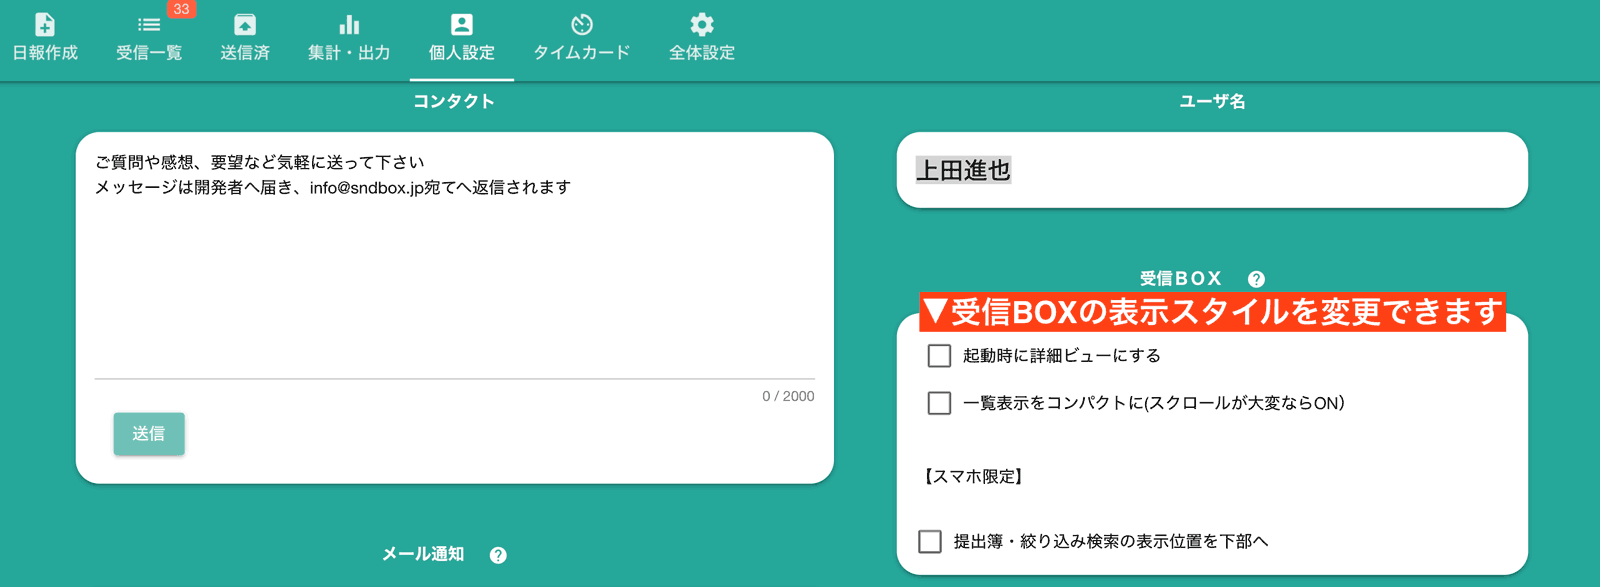 33
日報作成 受信一覧 送信済 集計・出力 個人設定 タイムカード 全体設定
コンタクト
ご質問や感想、要望など気軽に送って下さい
メッセージは開発者へ届き、info@sndbox.jp宛てへ返信されます
0 / 2000
送信
メール通知 ?
ユーザ名
上田進也
受信BOX ?
▼受信BOXの表示スタイルを変更できます
起動時に詳細ビューにする
一覧表示をコンパクトに(スクロールが大変ならON)
【スマホ限定】
提出簿・絞り込み検索の表示位置を下部へ